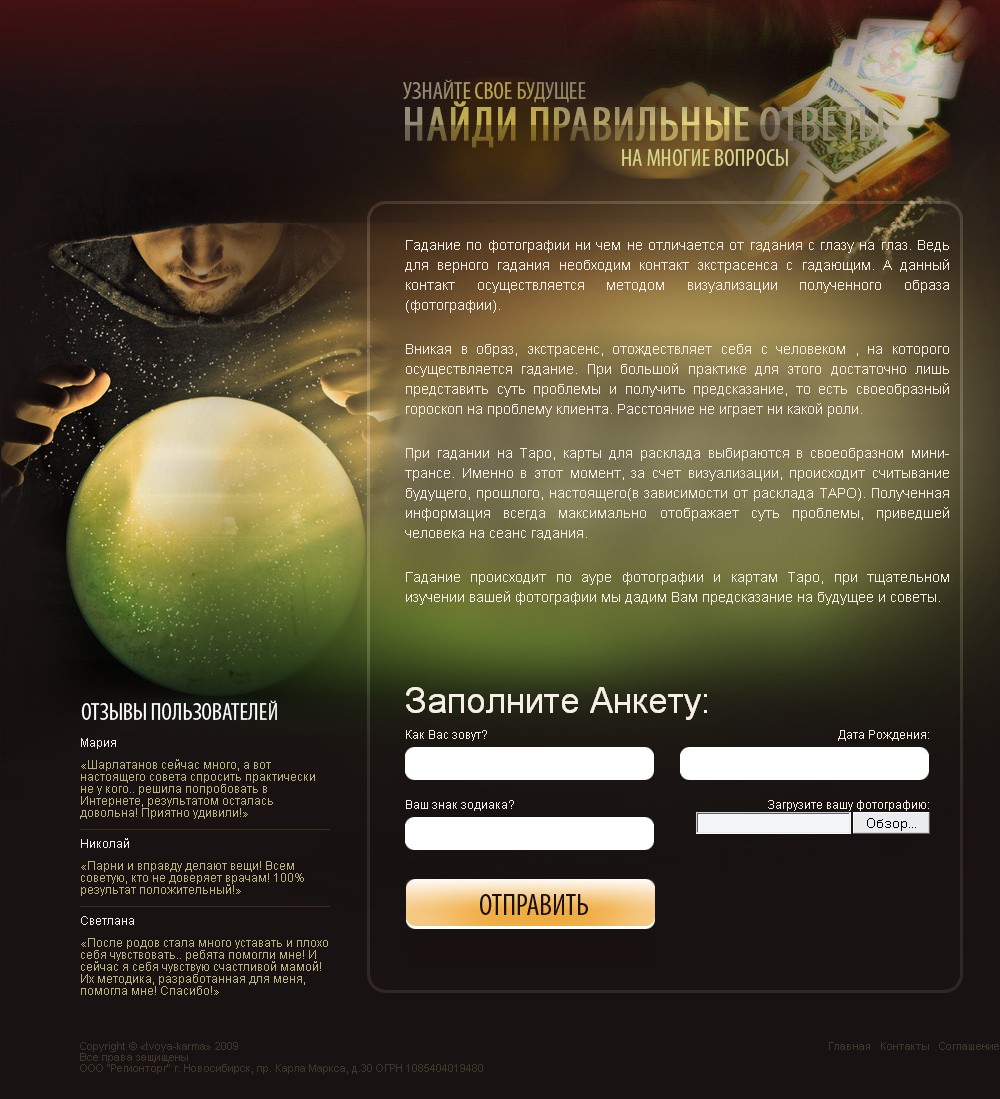 УЗНАЙТЕ СВОЕ БУДУЩЕЕ
НАЙДИ ПРАВИЛЬНЫЕ ОТВЕТЫ
НА МНОГИЕ ВОПРОСЫ
Гадание по фотографии ни чем не отличается от гадания с глазу на глаз. Ведь
для верного гадания необходим контакт экстрасенса с гадающим. А данный
контакт осуществляется методом визуализации полученного образа
(фотографии).
Вникая в образ, экстрасенс, отождествляет себя с человеком , на которого
осуществляется гадание. При большой практике для этого достаточно лишь
представить суть проблемы и получить предсказание, то есть своеобразный
гороскоп на проблему клиента. Расстояние не играет ни какой роли.
При гадании на Таро, карты для расклада выбираются в своеобразном мини-
трансе. Именно в этот момент, за счет визуализации, происходит считывание
будущего, прошлого, настоящего(в зависимости от расклада ТАРО). Полученная
информация всегда максимально отображает суть проблемы, приведшей
человека на сеанс гадания.
Гадание происходит по ауре фотографии и картам Таро, при тщательном
изучении вашей фотографии мы дадим Вам предсказание на будущее и советы.
Заполните Анкету:
Как Вас зовут?
Дата Рождения:
Ваш знак зодиака?
Загрузите вашу фотографию:
Обзор...
ОТПРАВИТЬ
ОТЗЫВЫ ПОЛЬЗОВАТЕЛЕЙ
Мария
«Шарлатанов сейчас много, а вот
настоящего совета спросить практически
не у кого.. решила попробовать в
Интернете, результатом осталась
довольна! Приятно удивили!»
Николай
«Парни и вправду делают вещи! Всем
советую, кто не доверяет врачам! 100%
результат положительный!»
Светлана
«После родов стала много уставать и плохо
себя чувствовать.. ребята помогли мне! И
сейчас я себя чувствую счастливой мамой!
Их методика, разработанная для меня,
помогла мне! Спасибо!»
Copyright © «tvoya-karma» 2009
Все права защищены
ООО "Регионторг" г. Новосибирск, пр. Карла Маркса, д.30 ОГРН 1085404019480
Главная Контакты Соглашение